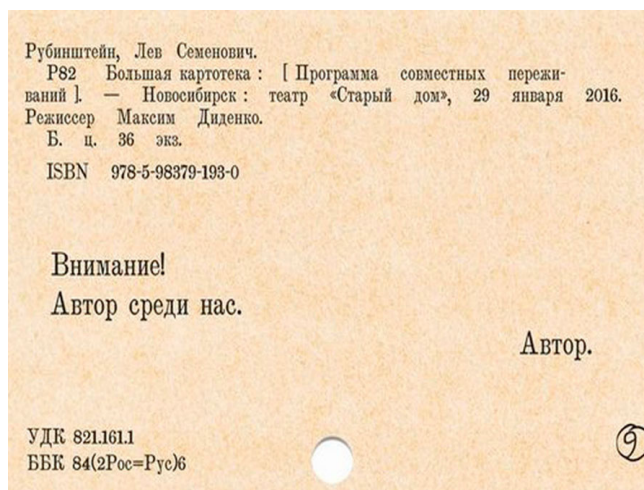 Рубинштейн, Лев Семенович.
Р82 Большая картотека : [ Программа совместных пережи-
ваний ]. — Новосибирск : театр «Старый дом», 29 января 2016.
Режиссер Максим Диденко.
Б. ц. 36 экз.
ISBN 978-5-98379-193-0
Внимание!
Автор среди нас.
Автор.
УДК 821.161.1
ББК 84(2Рос=Рус)6
9